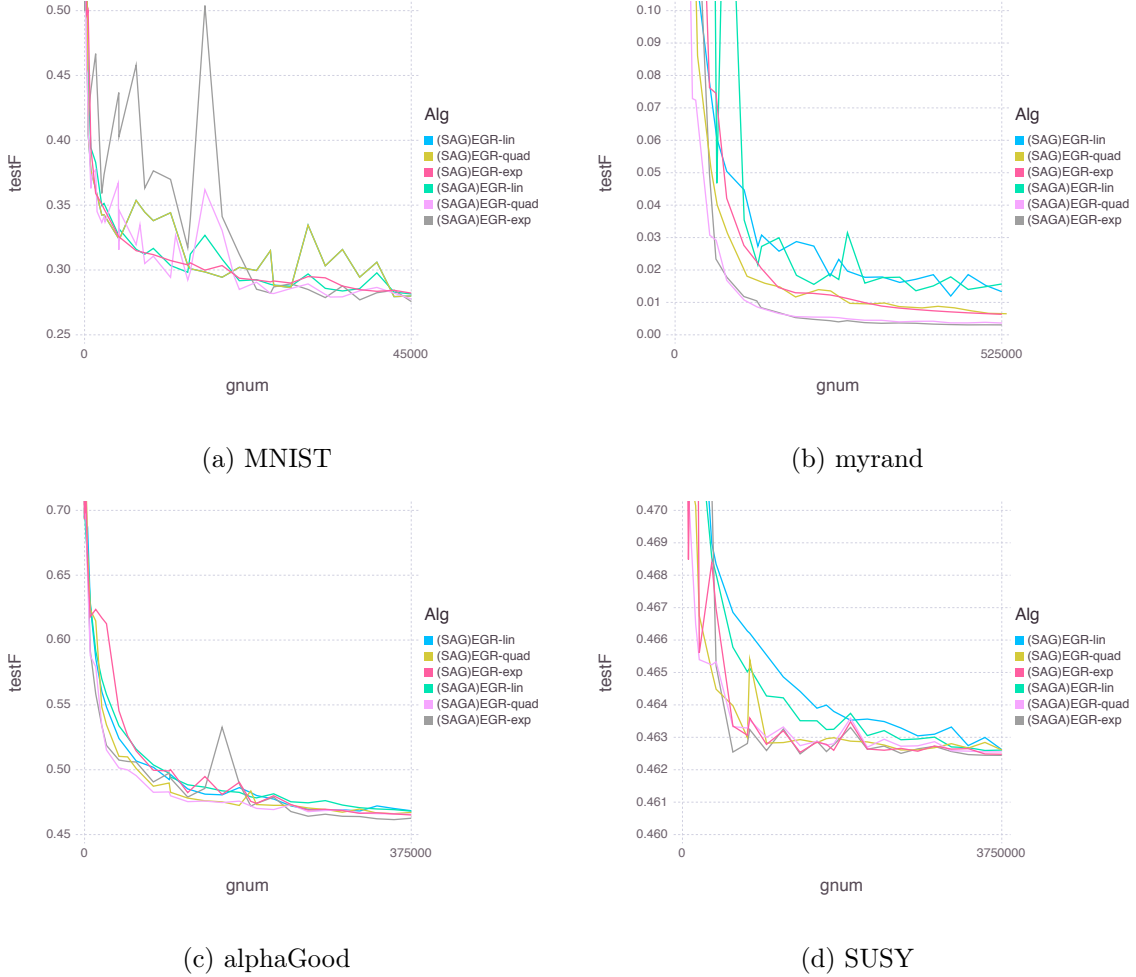 0.50
0.45
0.40
0.35
0.30
0.25
testF
0
45000
gnum
Alg
(SAG)EGR-lin
(SAG)EGR-quad
(SAG)EGR-exp
(SAGA)EGR-lin
(SAGA)EGR-quad
(SAGA)EGR-exp
(a) MNIST
0.10
0.09
0.08
0.07
0.06
0.05
0.04
0.03
0.02
0.01
0.00
testF
0
525000
gnum
Alg
(SAG)EGR-lin
(SAG)EGR-quad
(SAG)EGR-exp
(SAGA)EGR-lin
(SAGA)EGR-quad
(SAGA)EGR-exp
(b) myrand
0.70
0.65
0.60
0.55
0.50
0.45
testF
0
375000
gnum
Alg
(SAG)EGR-lin
(SAG)EGR-quad
(SAG)EGR-exp
(SAGA)EGR-lin
(SAGA)EGR-quad
(SAGA)EGR-exp
(c) alphaGood
0.470
0.469
0.468
0.467
0.466
0.465
0.464
0.463
0.462
0.461
0.460
testF
0
3750000
gnum
Alg
(SAG)EGR-lin
(SAG)EGR-quad
(SAG)EGR-exp
(SAGA)EGR-lin
(SAGA)EGR-quad
(SAGA)EGR-exp
(d) SUSY